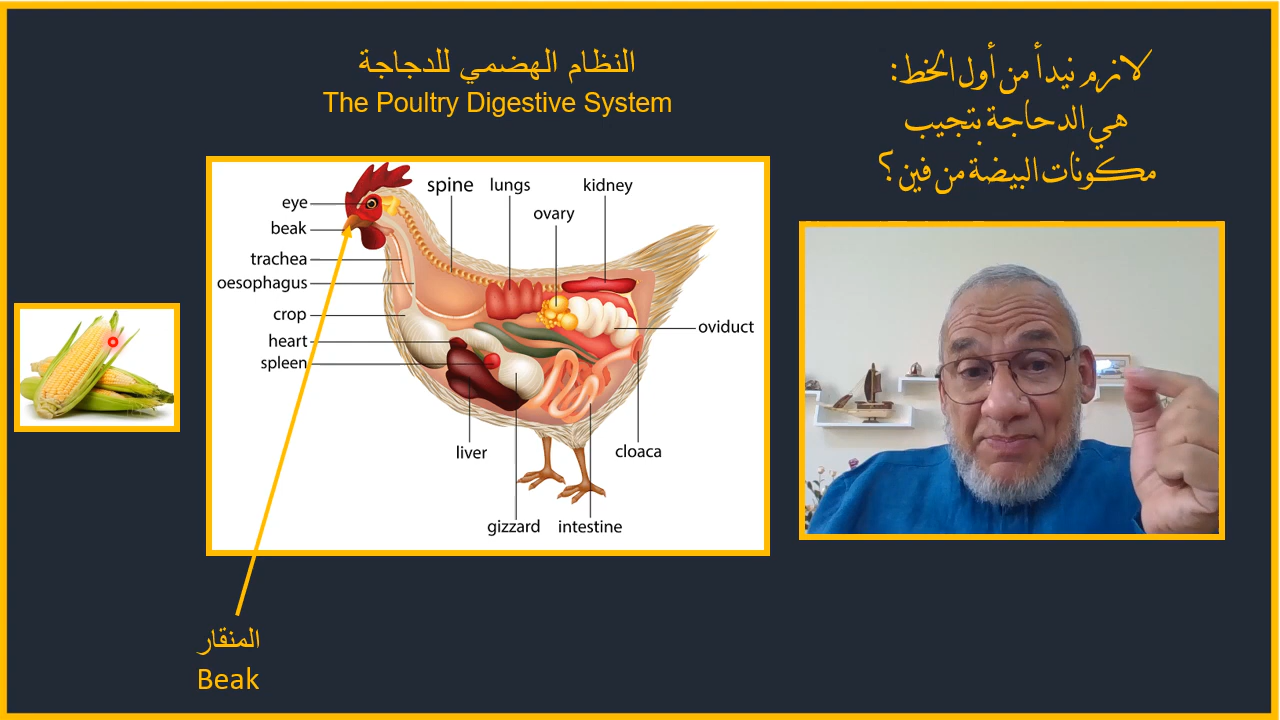 النظام الهضمي للدجاجة
The Poultry Digestive System
لازم نبدأ من أول الخط:
هي الدجاجة بتجيب
مكونات البيضة من فين؟
spine
lungs
kidney
eye
ovary
beak
trachea
oesophagus
crop
oviduct
heart
spleen
liver
cloaca
gizzard
intestine
المنقار
Beak